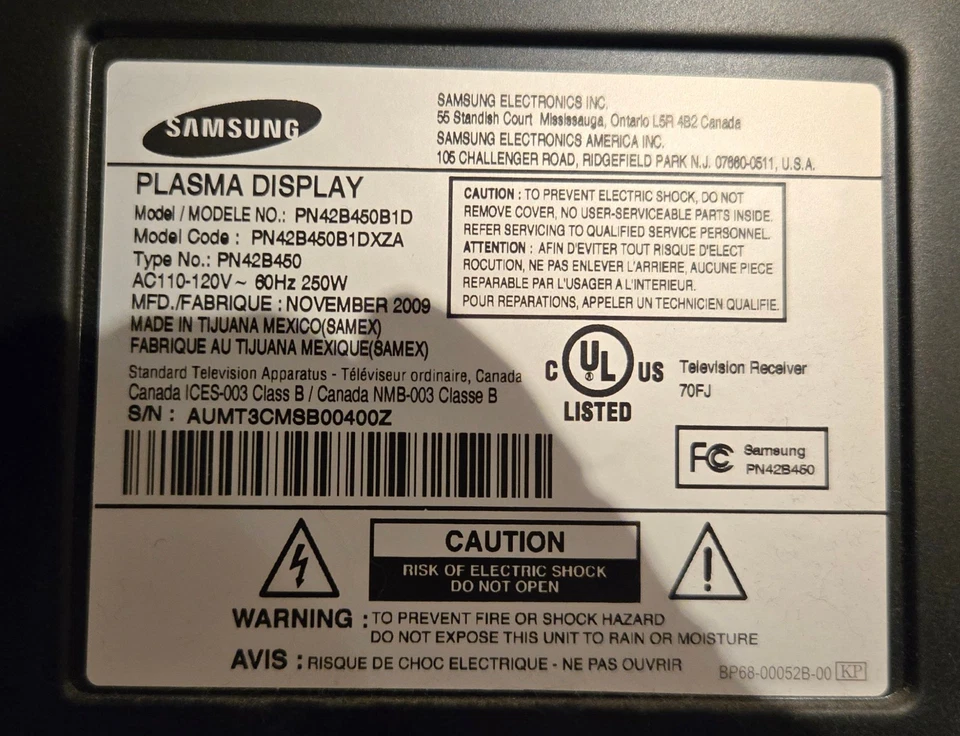 SAMSUNG
SAMSUNG ELECTRONICS INC.
55 Standish Court Mississauga, Ontario L5R 4B2 Canada
SAMSUNG ELECTRONICS AMERICA INC.
105 CHALLENGER ROAD, RIDGEFIELD PARK N.J. 07660-0511, U.S.A.
PLASMA DISPLAY
Model / MODELE NO.: PN42B450B1D
Model Code : PN42B450B1DXZA
Type No.: PN42B450
AC110-120V~ 60Hz 250W
MFD./FABRIQUE : NOVEMBER 2009
MADE IN TIJUANA MEXICO(SAMEX)
FABRIQUE AU TIJUANA MEXIQUE(SAMEX)
Standard Television Apparatus - Téléviseur ordinaire, Canada
Canada ICES-003 Class B / Canada NMB-003 Classe B
S/N : AUMT3CMSB00400Z
CAUTION : TO PREVENT ELECTRIC SHOCK, DO NOT
REMOVE COVER, NO USER-SERVICEABLE PARTS INSIDE.
REFER SERVICING TO QUALIFIED SERVICE PERSONNEL.
ATTENTION : AFIN D'EVITER TOUT RISQUE D'ELECT
ROCUTION, NE PAS ENLEVER L'ARRIERE, AUCUNE PIECE
REPARABLE PAR L'USAGER A L'INTERIEUR.
POUR REPARATIONS, APPELER UN TECHNICIEN QUALIFIE.
C UL ® US
LISTED
Television Receiver
70FJ
FC Samsung
PN42B450
CAUTION
RISK OF ELECTRIC SHOCK
DO NOT OPEN
!
WARNING : TO PREVENT FIRE OR SHOCK HAZARD
DO NOT EXPOSE THIS UNIT TO RAIN OR MOISTURE
AVIS : RISQUE DE CHOC ELECTRIQUE - NE PAS OUVRIR
BP68-00052B-00 KP